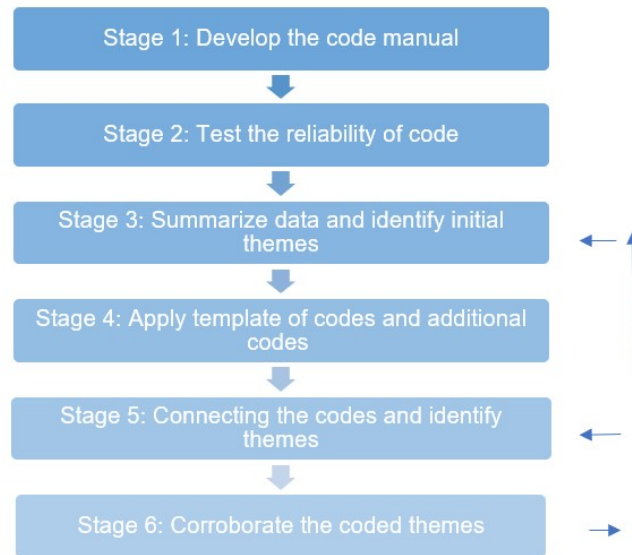 Stage 1: Develop the code manual
Stage 2: Test the reliability of code
Stage 3: Summarize data and identify initial
themes
Stage 4: Apply template of codes and additional
codes
Stage 5: Connecting the codes and identify
themes
Stage 6: Corroborate the coded themes